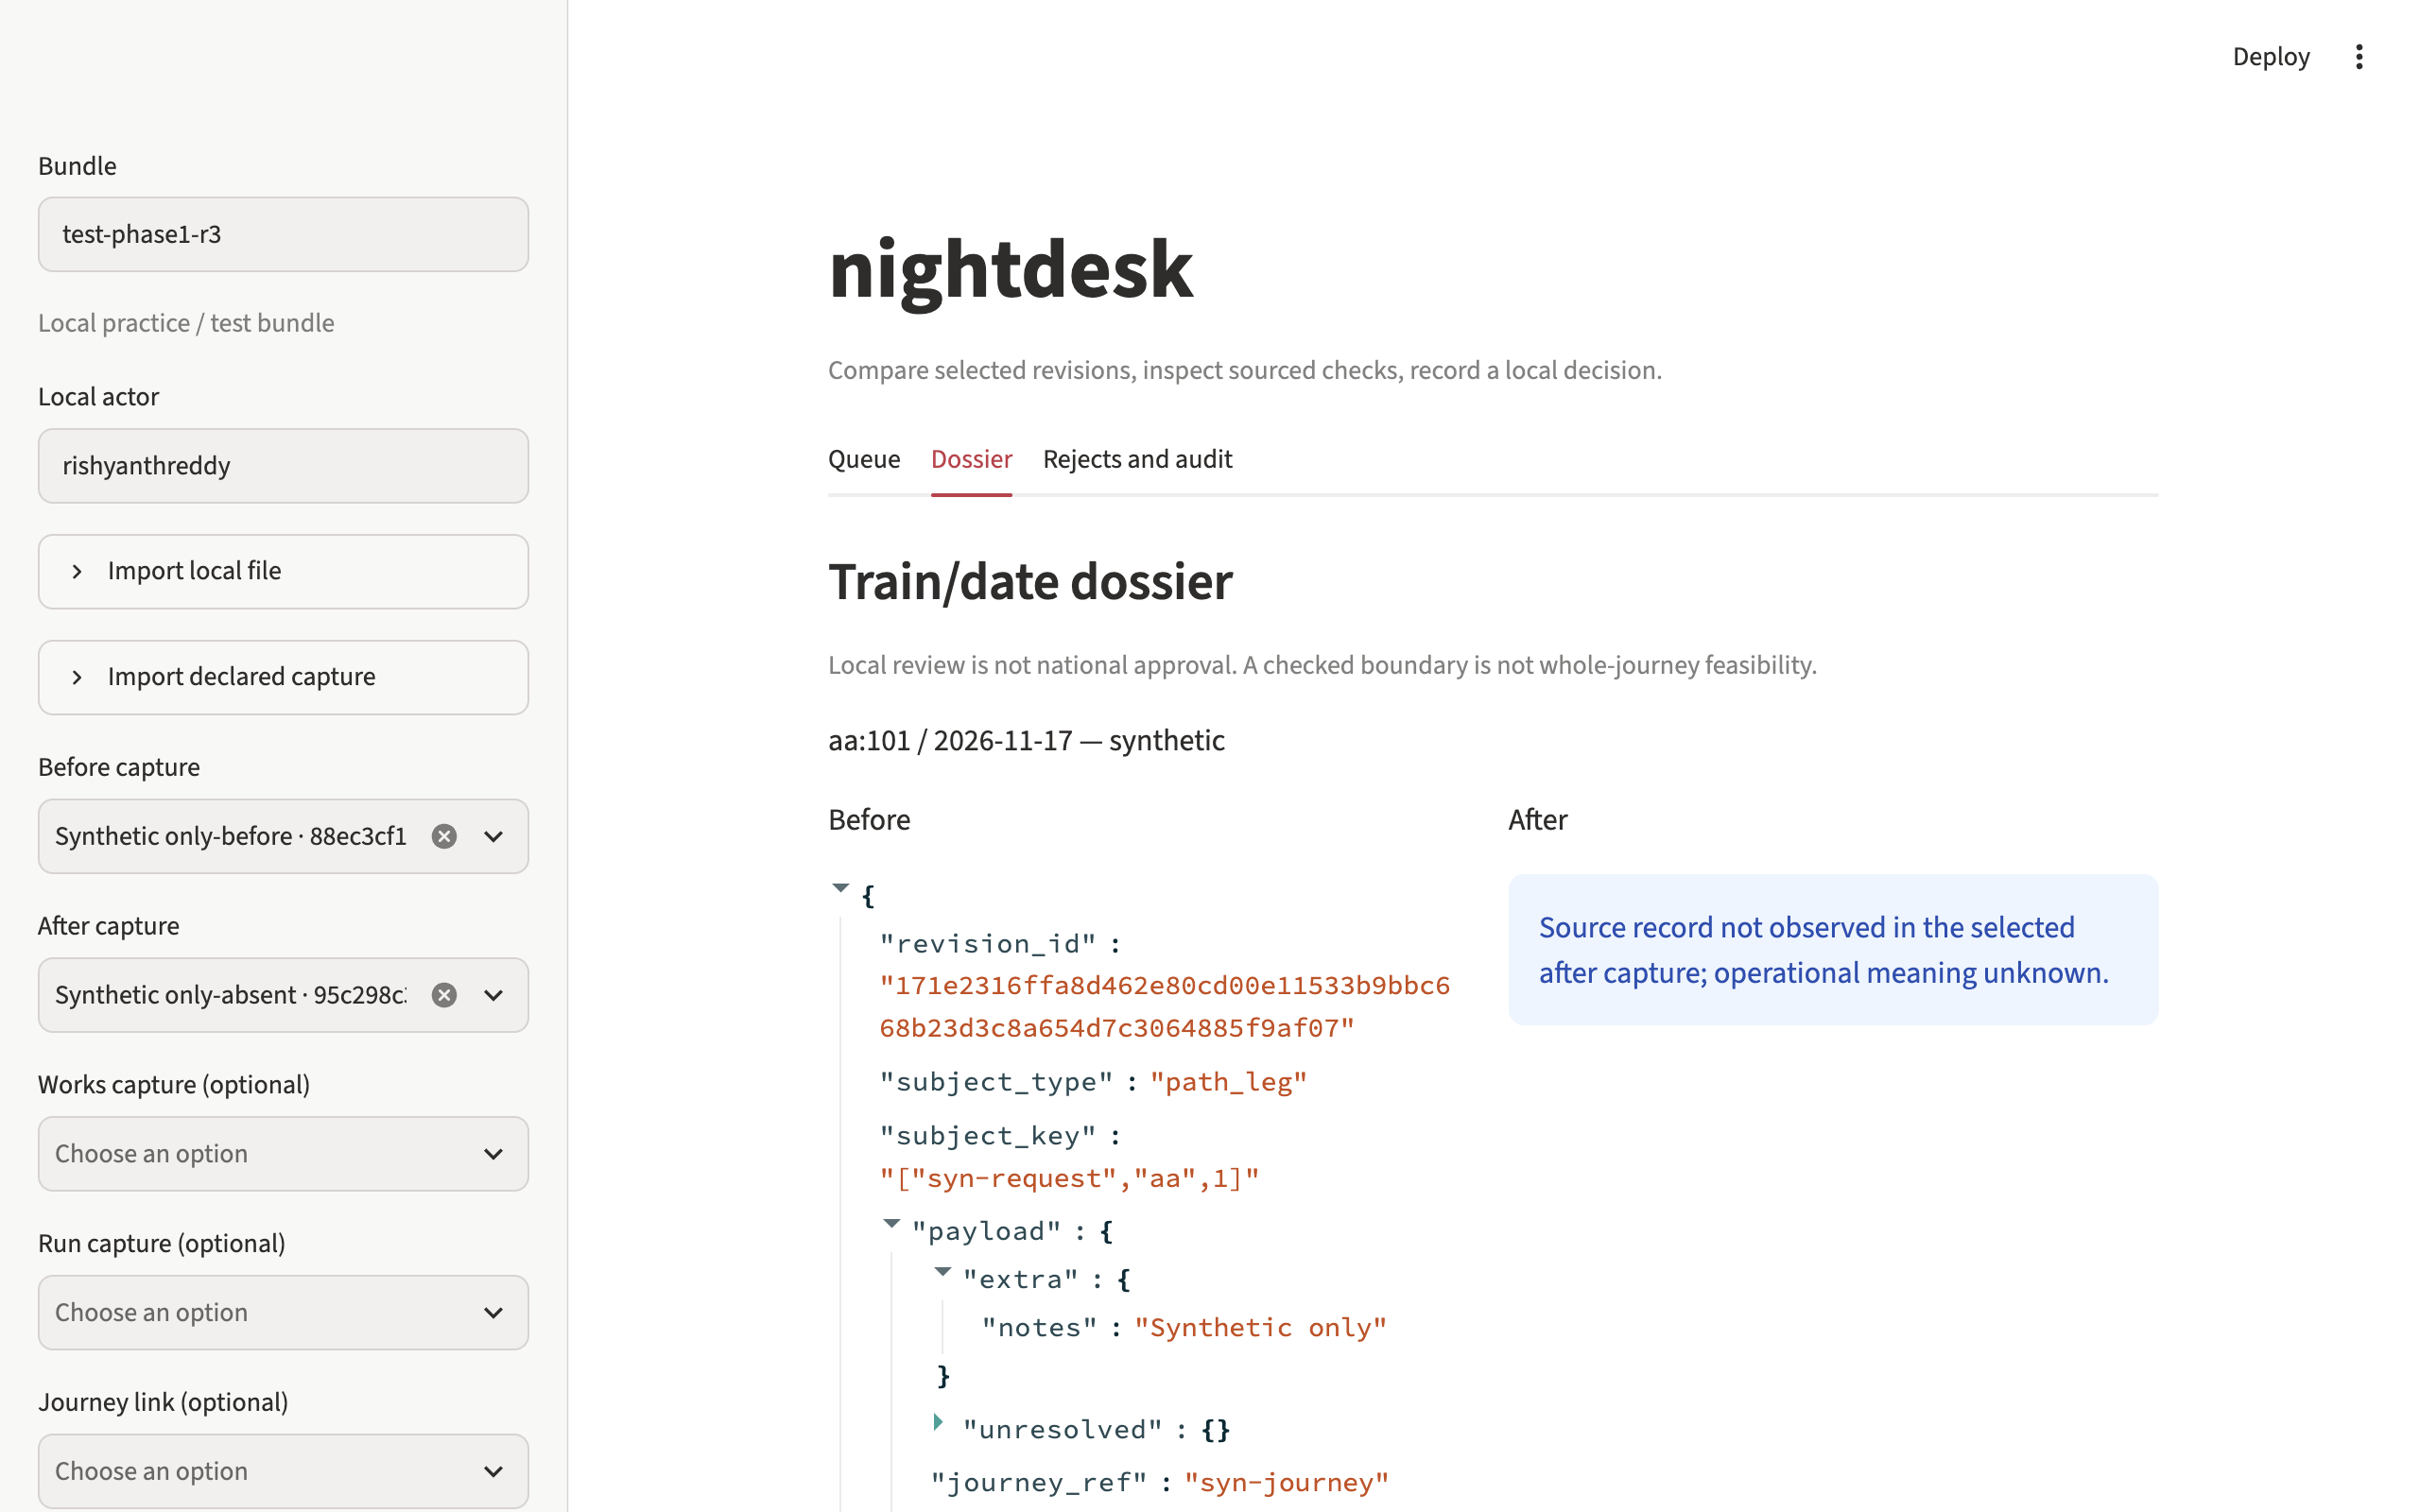 Deploy
Bundle
test-phase1-r3
Local practice / test bundle
Local actor
rishyanthreddy
Import local file
Import declared capture
Before capture
Synthetic only-before · 88ec3cf1
After capture
Synthetic only-absent · 95c298c
Works capture (optional)
Choose an option
Run capture (optional)
Choose an option
Journey link (optional)
Choose an option
nightdesk
Compare selected revisions, inspect sourced checks, record a local decision.
Queue Dossier Rejects and audit
Train/date dossier
Local review is not national approval. A checked boundary is not whole-journey feasibility.
aa:101 / 2026-11-17 — synthetic
Before
{
"revision_id" :
"171e2316ffa8d462e80cd00e11533b9bbc6
68b23d3c8a654d7c3064885f9af07"
"subject_type" : "path_leg"
"subject_key" :
"["syn-request","aa",1]"
"payload" : {
"extra" : {
"notes" : "Synthetic only"
}
"unresolved" : {}
"journey_ref" : "syn-journey"
After
Source record not observed in the selected
after capture; operational meaning unknown.